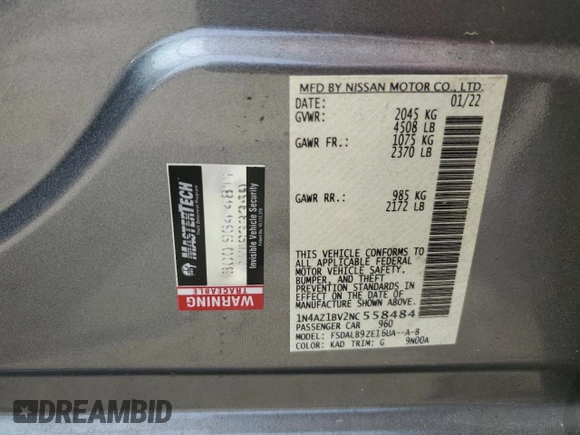 MFD BY NISSAN MOTOR CO., LTD.
DATE: 01/22
GVWR: 2045 KG
4508 LB
GAWR FR.: 1075 KG
2370 LB
GAWR RR.: 985 KG
2172 LB
THIS VEHICLE CONFORMS TO
ALL APPLICABLE FEDERAL
MOTOR VEHICLE SAFETY,
BUMPER, AND THEFT
PREVENTION STANDARDS IN
EFFECT ON THE DATE OF
MANUFACTURE SHOWN ABOVE.
1N4AZ1BV2NC558484
PASSENGER CAR 960
MODEL: FSDALB9ZE16UA--A-B
COLOR: KAD TRIM: G 9N00A
MASTERTECH
Invisible Vehicle Security
WARNING
TRACEABLE
DREAMBID